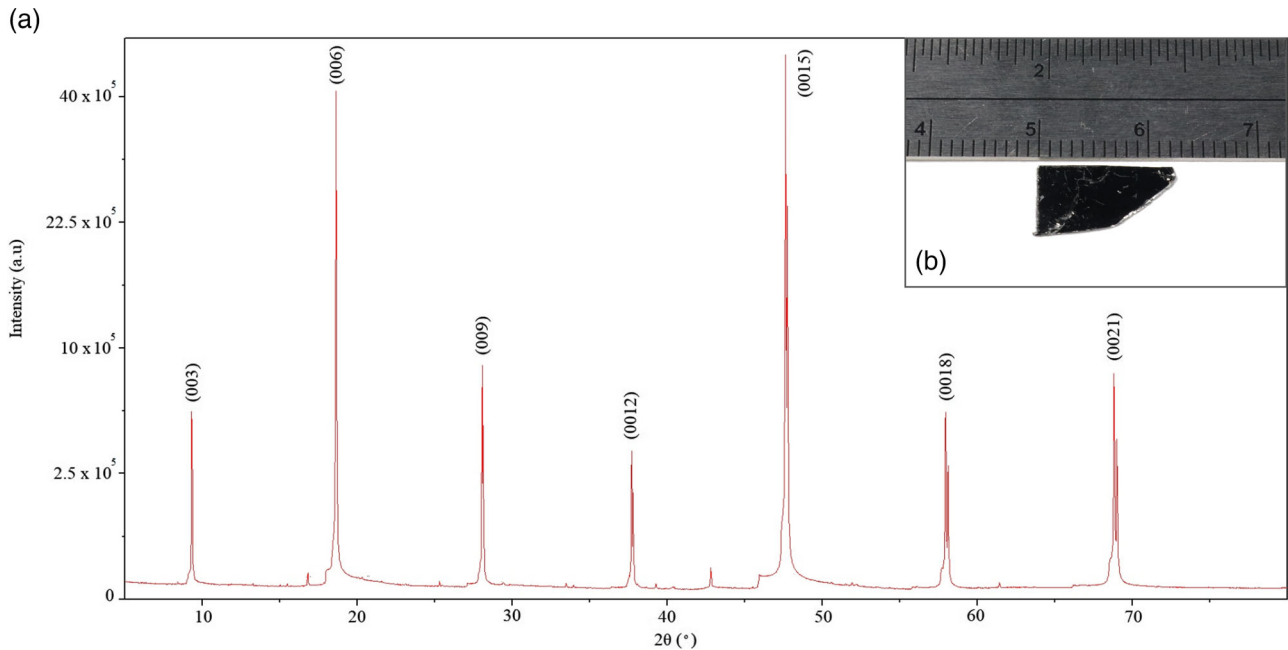 (a)
Intensity (a.u)
40 x 10⁵
22.5 x 10⁵
10 x 10⁵
2.5 x 10⁵
0
(003)
(006)
(009)
(0012)
(0015)
(0018)
(0021)
10
20
30
40
50
60
70
2θ (°)
2
4
5
6
7
(b)